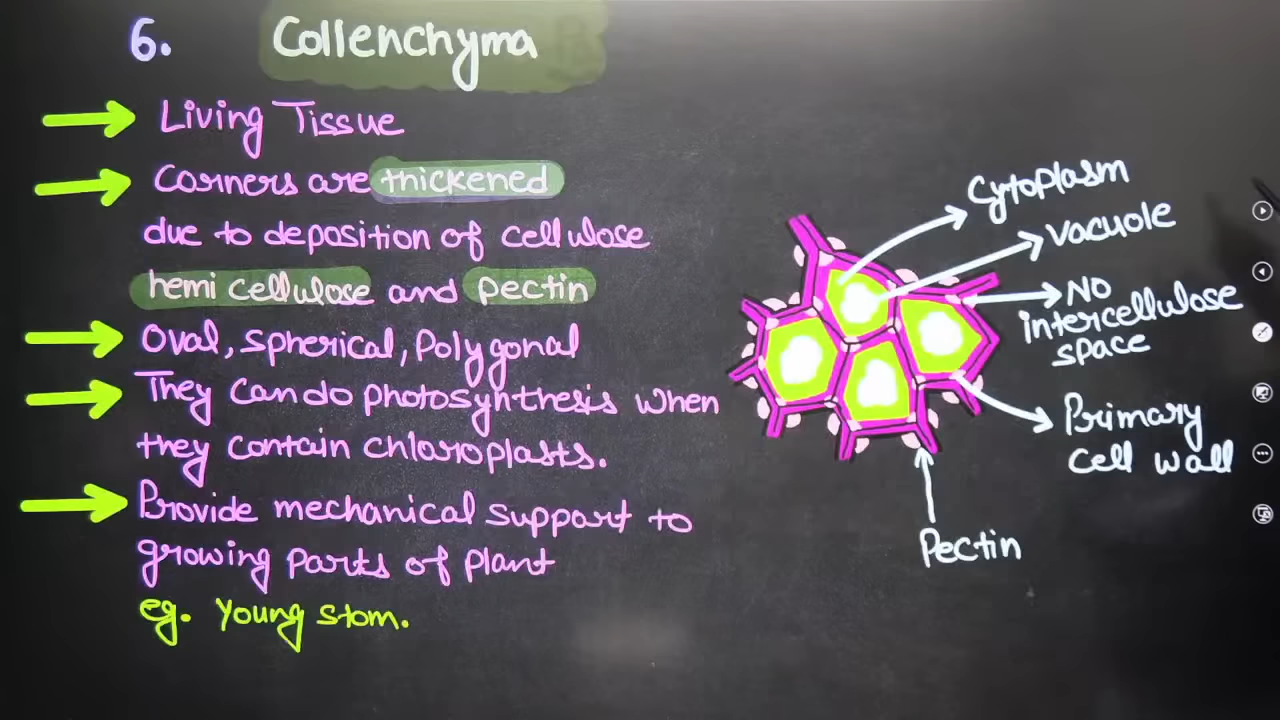 6. Collenchyma
Living Tissue
Corners are thickened
due to deposition of cellulose
hemi cellulose and pectin
Oval, spherical, polygonal
They can do photosynthesis when
they contain chloroplasts.
Provide mechanical support to
growing parts of plant
eg. Young stom.
Cytoplasm
vacuole
NO
intercellulose
space
Primary
cell wall
Pectin